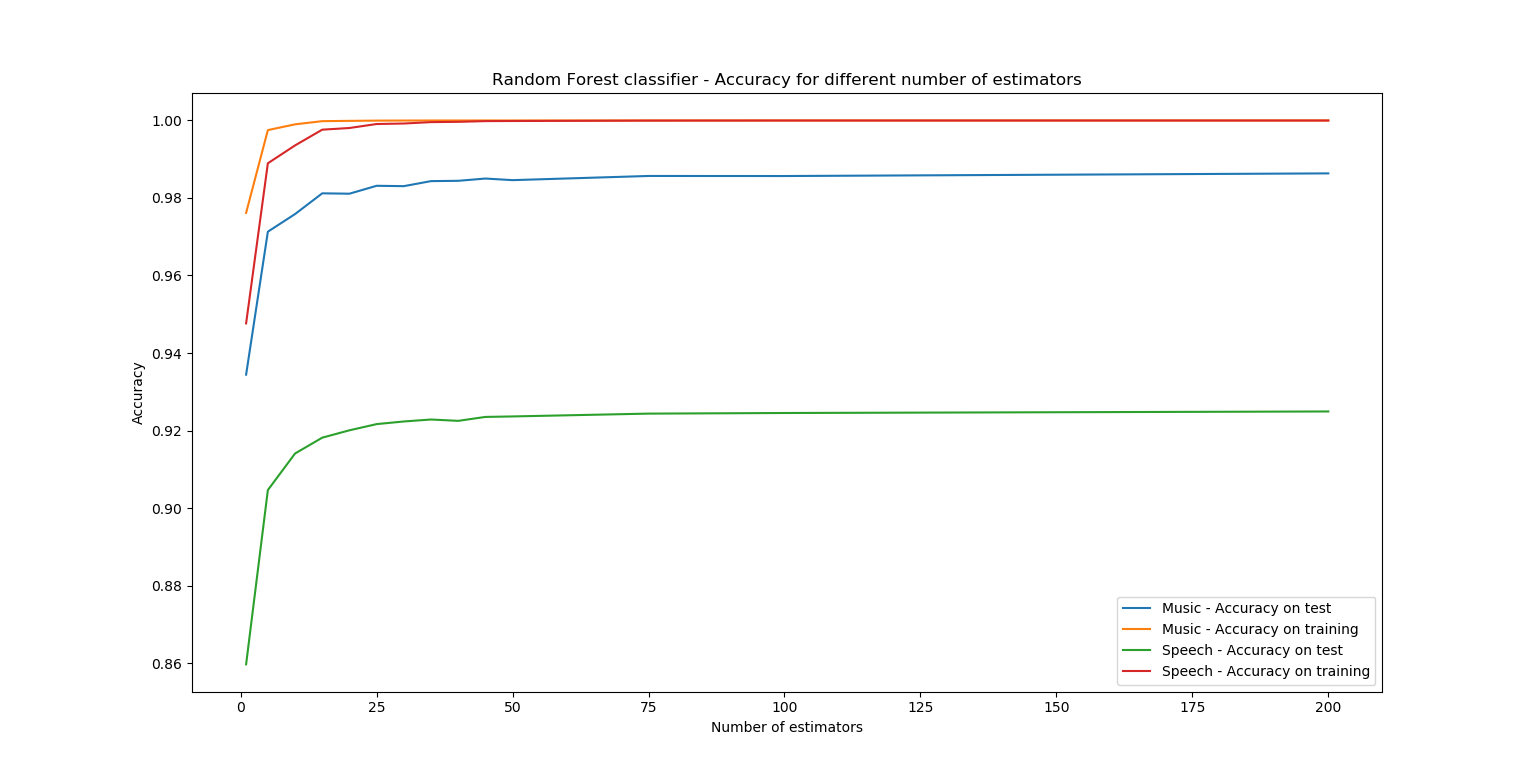 Random Forest classifier - Accuracy for different number of estimators
1.00
0.98
0.96
0.94
0.92
0.90
0.88
0.86
Accuracy
0 25 50 75 100 125 150 175 200
Number of estimators
Music - Accuracy on test
Music - Accuracy on training
Speech - Accuracy on test
Speech - Accuracy on training